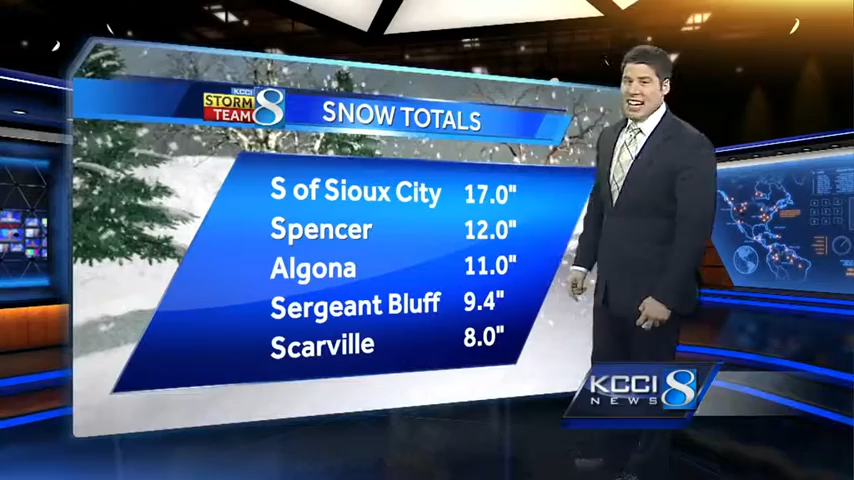 KCCI
STORM
TEAM
8
SNOW TOTALS
S of Sioux City 17.0"
Spencer 12.0"
Algona 11.0"
Sergeant Bluff 9.4"
Scarville 8.0"
KCCI 8
NEWS